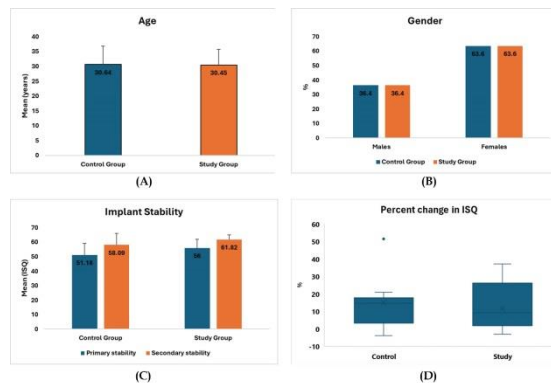 Age
Mean (years)
40
35
30
25
20
15
10
5
0
30.64
30.45
Control Group
Study Group
(A)
Gender
%
70
60
50
40
30
20
10
0
36.4
36.4
63.6
63.6
Males
Females
Control Group
Study Group
(B)
Implant Stability
Mean (ISQ)
70
60
50
40
30
20
10
0
51.18
58.09
56
61.82
Control Group
Study Group
Primary stability
Secondary stability
(C)
Percent change in ISQ
%
60
50
40
30
20
10
0
-10
Control
Study
(D)